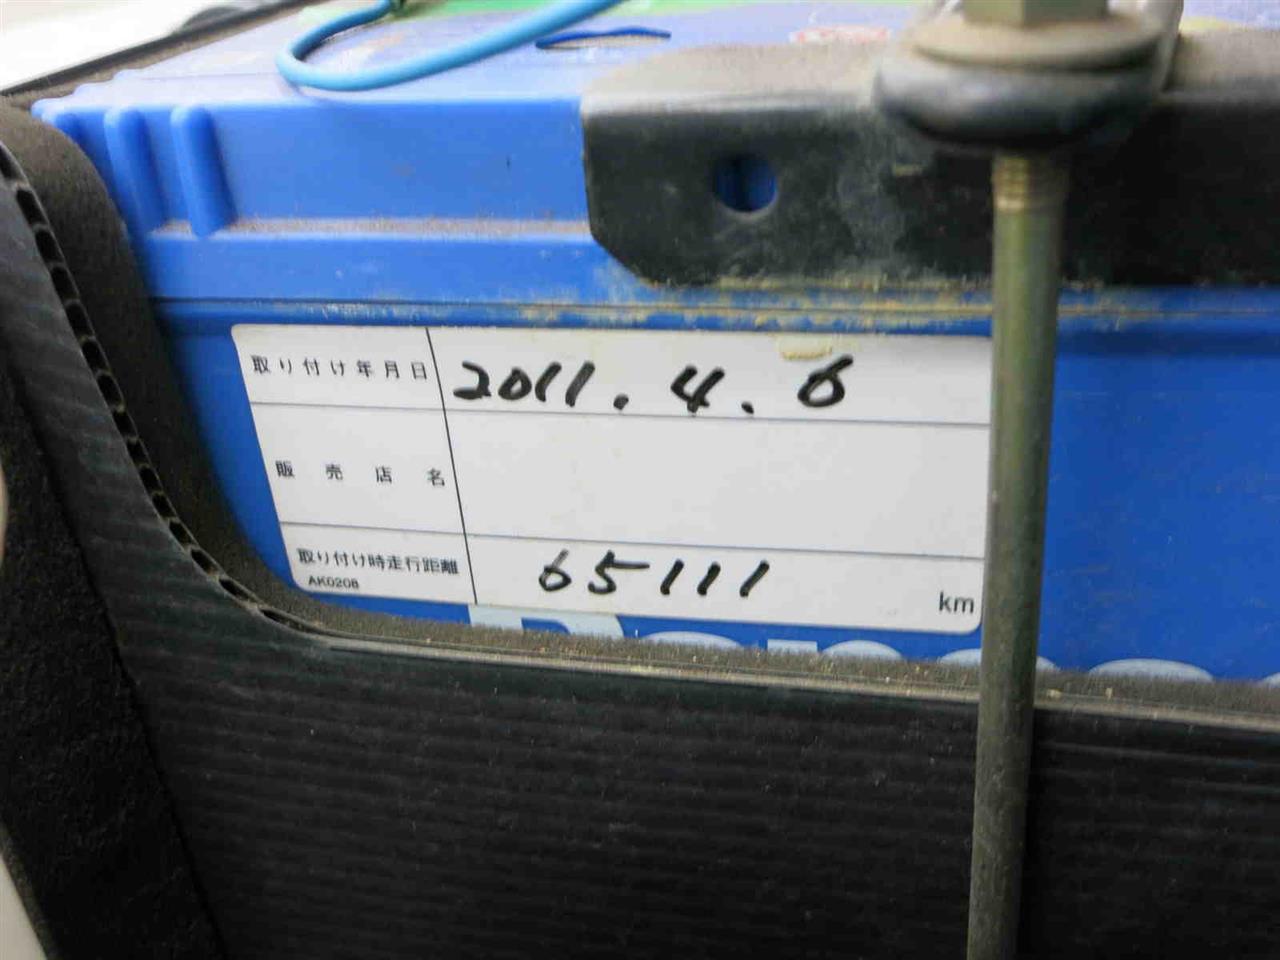 取り付け年月日 2011.4.6
販売店名
取り付け時走行距離 65111 km
AK0208